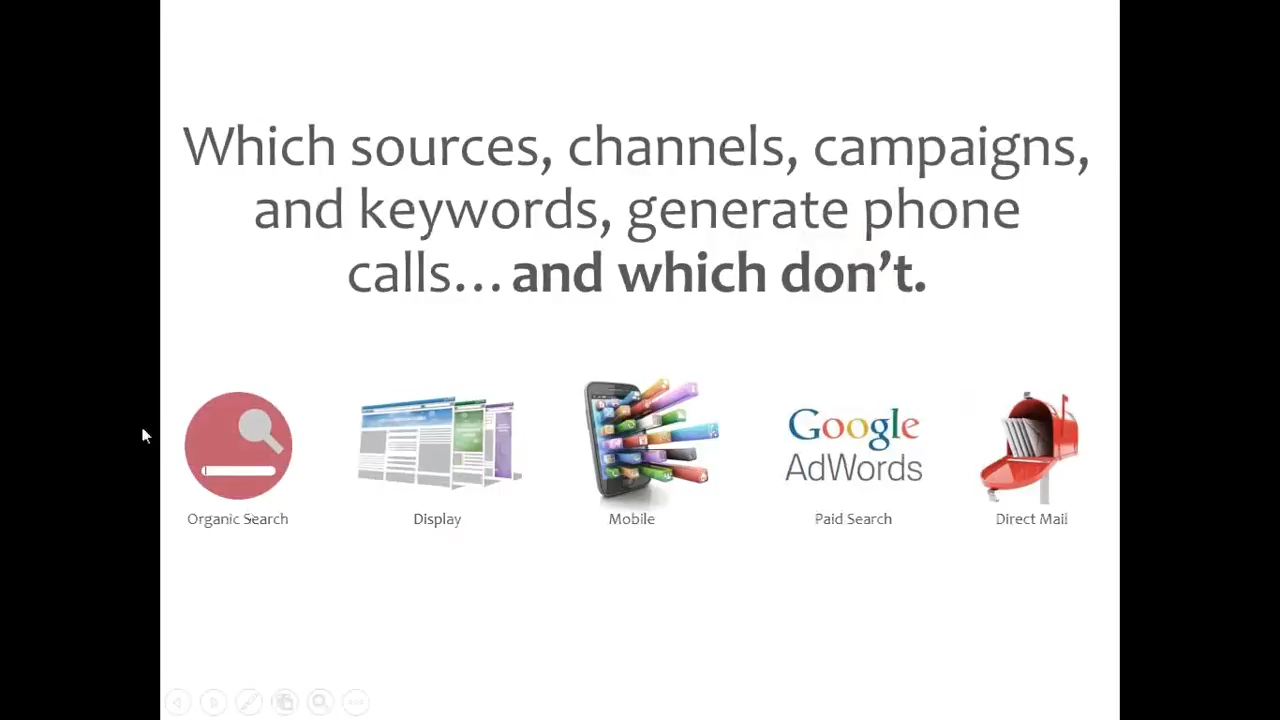 Which sources, channels, campaigns,
and keywords, generate phone
calls...and which don't.
Google
AdWords
Organic Search
Display
Mobile
Paid Search
Direct Mail